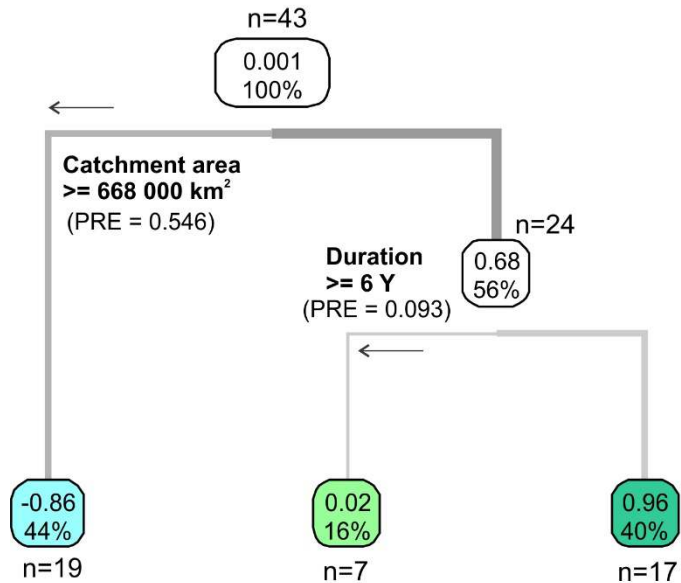 n=43
0.001
100%
Catchment area
>= 668 000 km²
(PRE = 0.546)
n=24
0.68
56%
Duration
>= 6 Y
(PRE = 0.093)
-0.86
44%
n=19
0.02
16%
n=7
0.96
40%
n=17